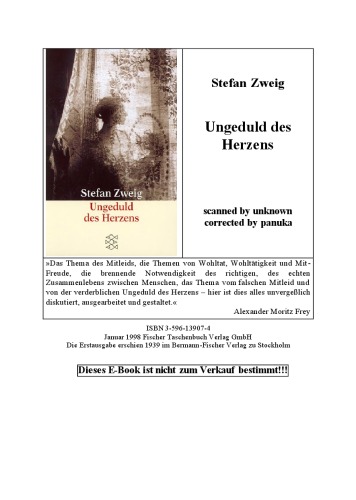 Stefan Zweig
Ungeduld des
Herzens
Stefan Zweig
Ungeduld
des Herzens
scanned by unknown
corrected by panuka
»Das Thema des Mitleids, die Themen von Wohltat, Wohltätigkeit und Mit-
Freude, die brennende Notwendigkeit des richtigen, des echten
Zusammenlebens zwischen Menschen, das Thema vom falschen Mitleid und
von der verderblichen Ungeduld des Herzens – hier ist dies alles unvergeßlich
diskutiert, ausgearbeitet und gestaltet.«
Alexander Moritz Frey
ISBN 3-596-13907-4
Januar 1998 Fischer Taschenbuch Verlag GmbH
Die Erstausgabe erschien 1939 im Bermann-Fischer Verlag zu Stockholm
Dieses E-Book ist nicht zum Verkauf bestimmt!!!